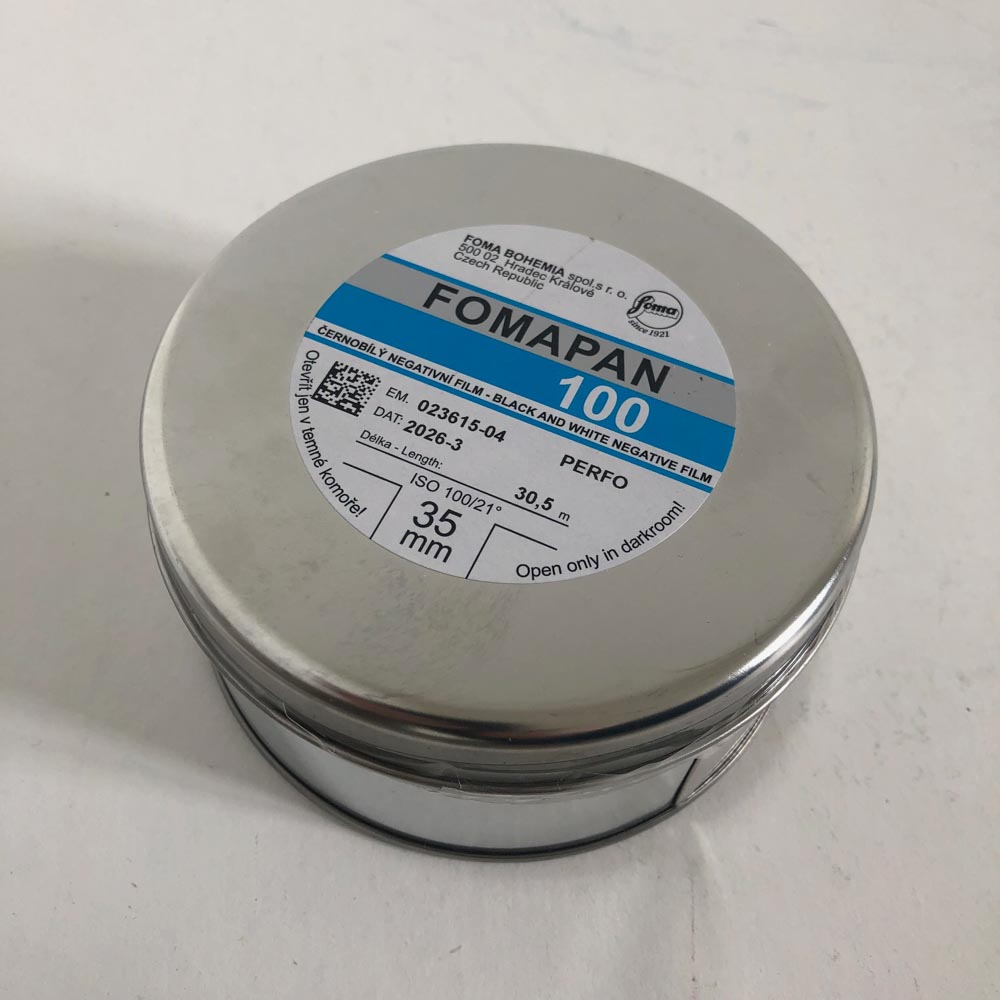 FOMA BOHEMIA spol.s r. o.
500 02 Hradec Králové
Czech Republic
foma
since 1921
FOMAPAN
100
ČERNOBÍLÝ NEGATIVNÍ FILM - BLACK AND WHITE NEGATIVE FILM
EM. 023615-04
DAT: 2026-3
PERFO
Délka - Length: 30,5 m
ISO 100/21°
35
mm
Otevřít jen v temné komoře!
Open only in darkroom!